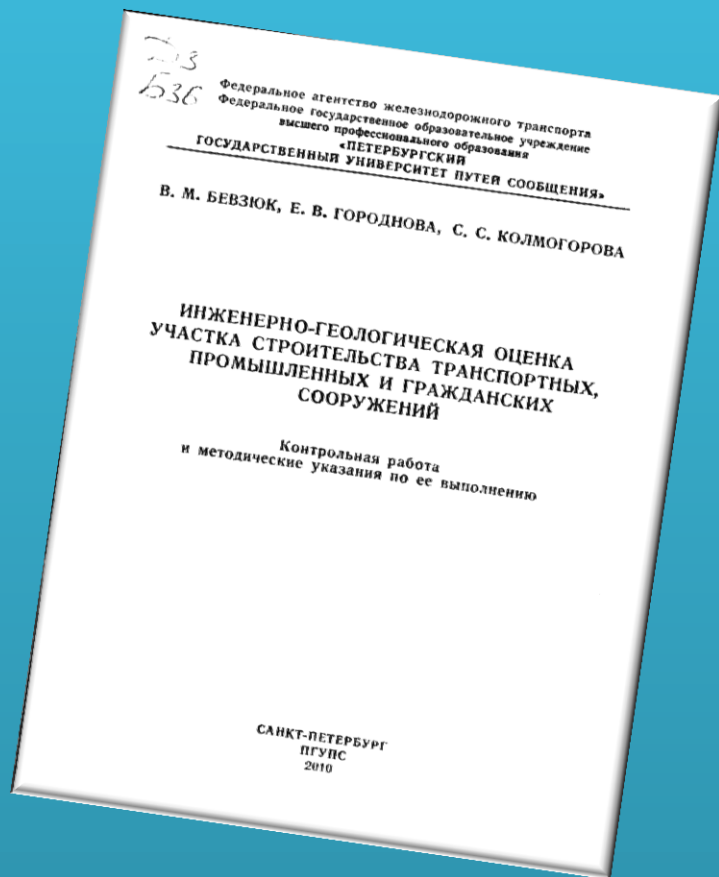 Д3
Б36
Федеральное агентство железнодорожного транспорта
Федеральное государственное образовательное учреждение
высшего профессионального образования
«ПЕТЕРБУРГСКИЙ
ГОСУДАРСТВЕННЫЙ УНИВЕРСИТЕТ ПУТЕЙ СООБЩЕНИЯ»
В. М. БЕВЗЮК, Е. В. ГОРОДНОВА, С. С. КОЛМОГОРОВА
ИНЖЕНЕРНО-ГЕОЛОГИЧЕСКАЯ ОЦЕНКА
УЧАСТКА СТРОИТЕЛЬСТВА ТРАНСПОРТНЫХ,
ПРОМЫШЛЕННЫХ И ГРАЖДАНСКИХ
СООРУЖЕНИЙ
Контрольная работа
и методические указания по ее выполнению
САНКТ-ПЕТЕРБУРГ
ПГУПС
2010